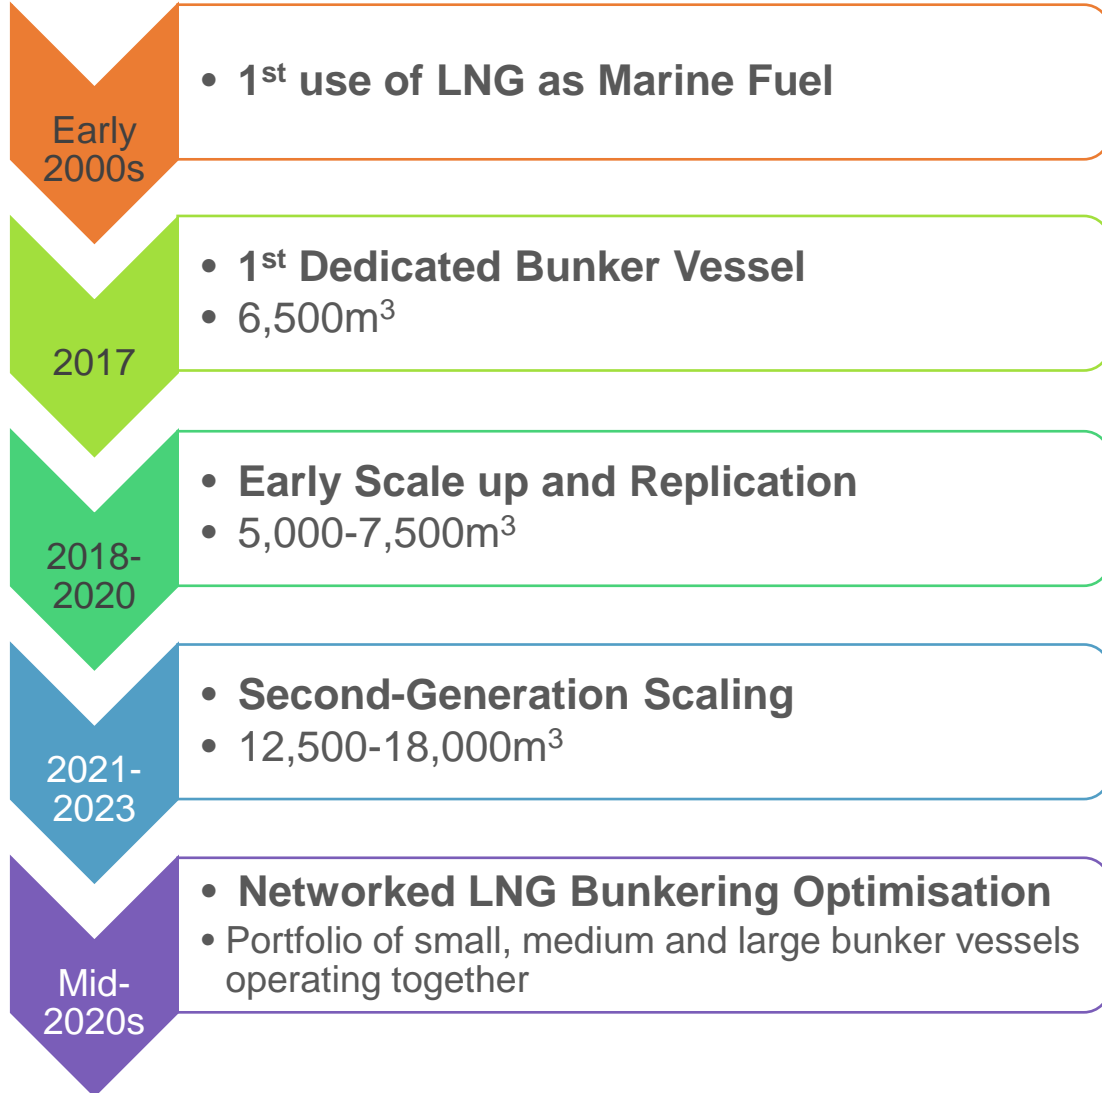 Early
2000s
• 1st use of LNG as Marine Fuel
2017
• 1st Dedicated Bunker Vessel
• 6,500m3
2018-
2020
• Early Scale up and Replication
• 5,000-7,500m3
2021-
2023
• Second-Generation Scaling
• 12,500-18,000m3
Mid-
2020s
• Networked LNG Bunkering Optimisation
• Portfolio of small, medium and large bunker vessels
operating together